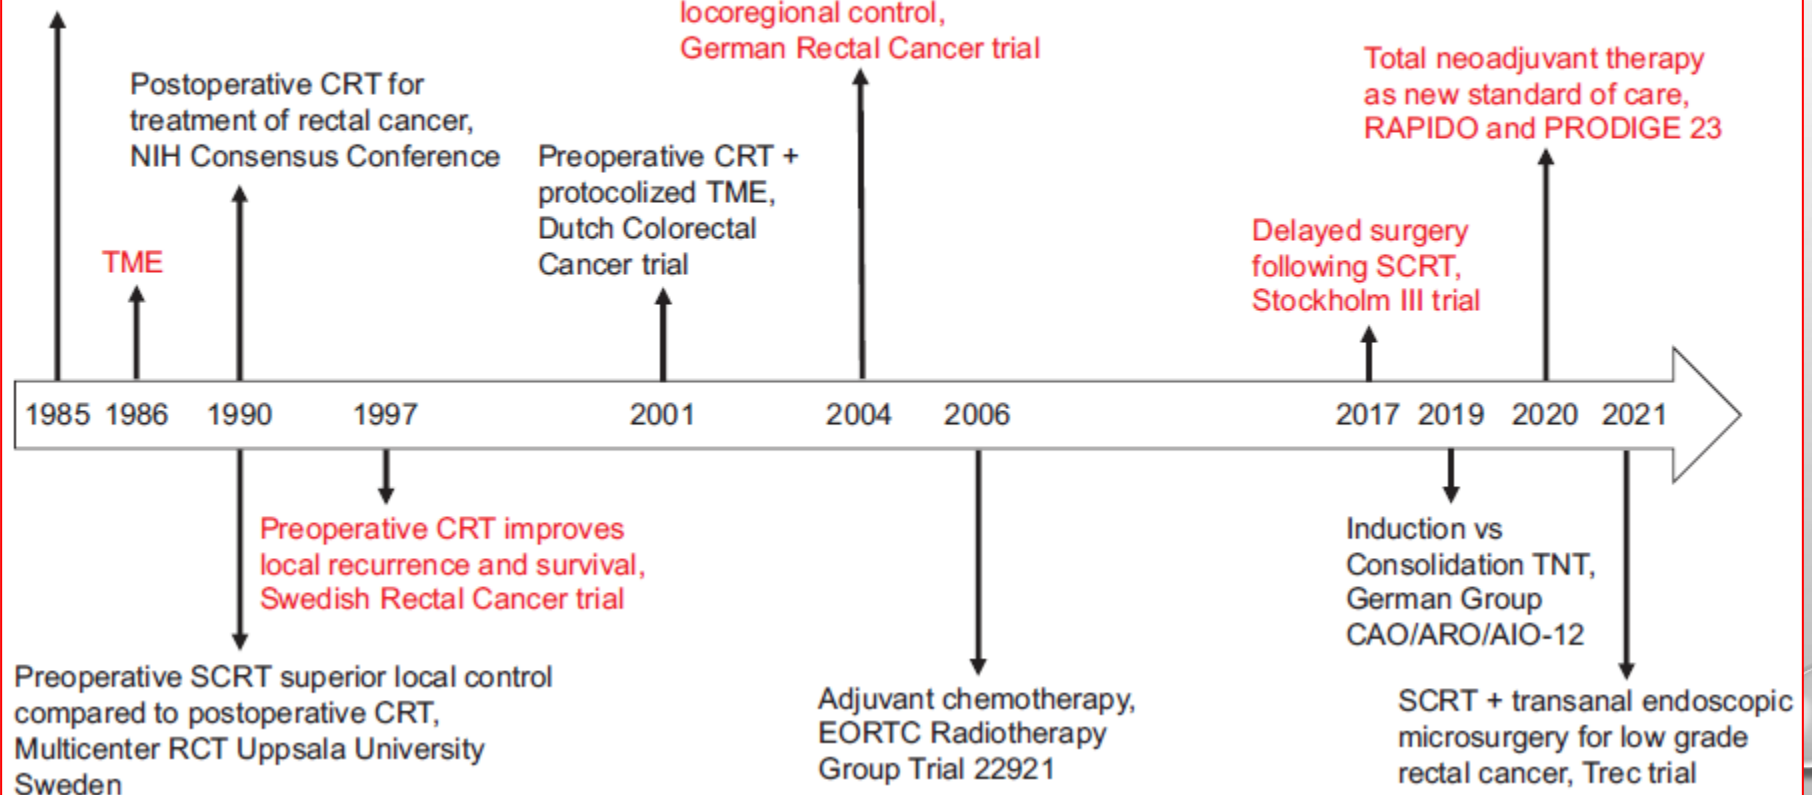 locoregional control,
German Rectal Cancer trial
Total neoadjuvant therapy
as new standard of care,
RAPIDO and PRODIGE 23
Postoperative CRT for
treatment of rectal cancer,
NIH Consensus Conference
Preoperative CRT +
protocolized TME,
Dutch Colorectal
Cancer trial
TME
Delayed surgery
following SCRT,
Stockholm III trial
1985 1986 1990 1997 2001 2004 2006 2017 2019 2020 2021
Preoperative CRT improves
local recurrence and survival,
Swedish Rectal Cancer trial
Induction vs
Consolidation TNT,
German Group
CAO/ARO/AIO-12
Preoperative SCRT superior local control
compared to postoperative CRT,
Multicenter RCT Uppsala University
Sweden
Adjuvant chemotherapy,
EORTC Radiotherapy
Group Trial 22921
SCRT + transanal endoscopic
microsurgery for low grade
rectal cancer, Trec trial